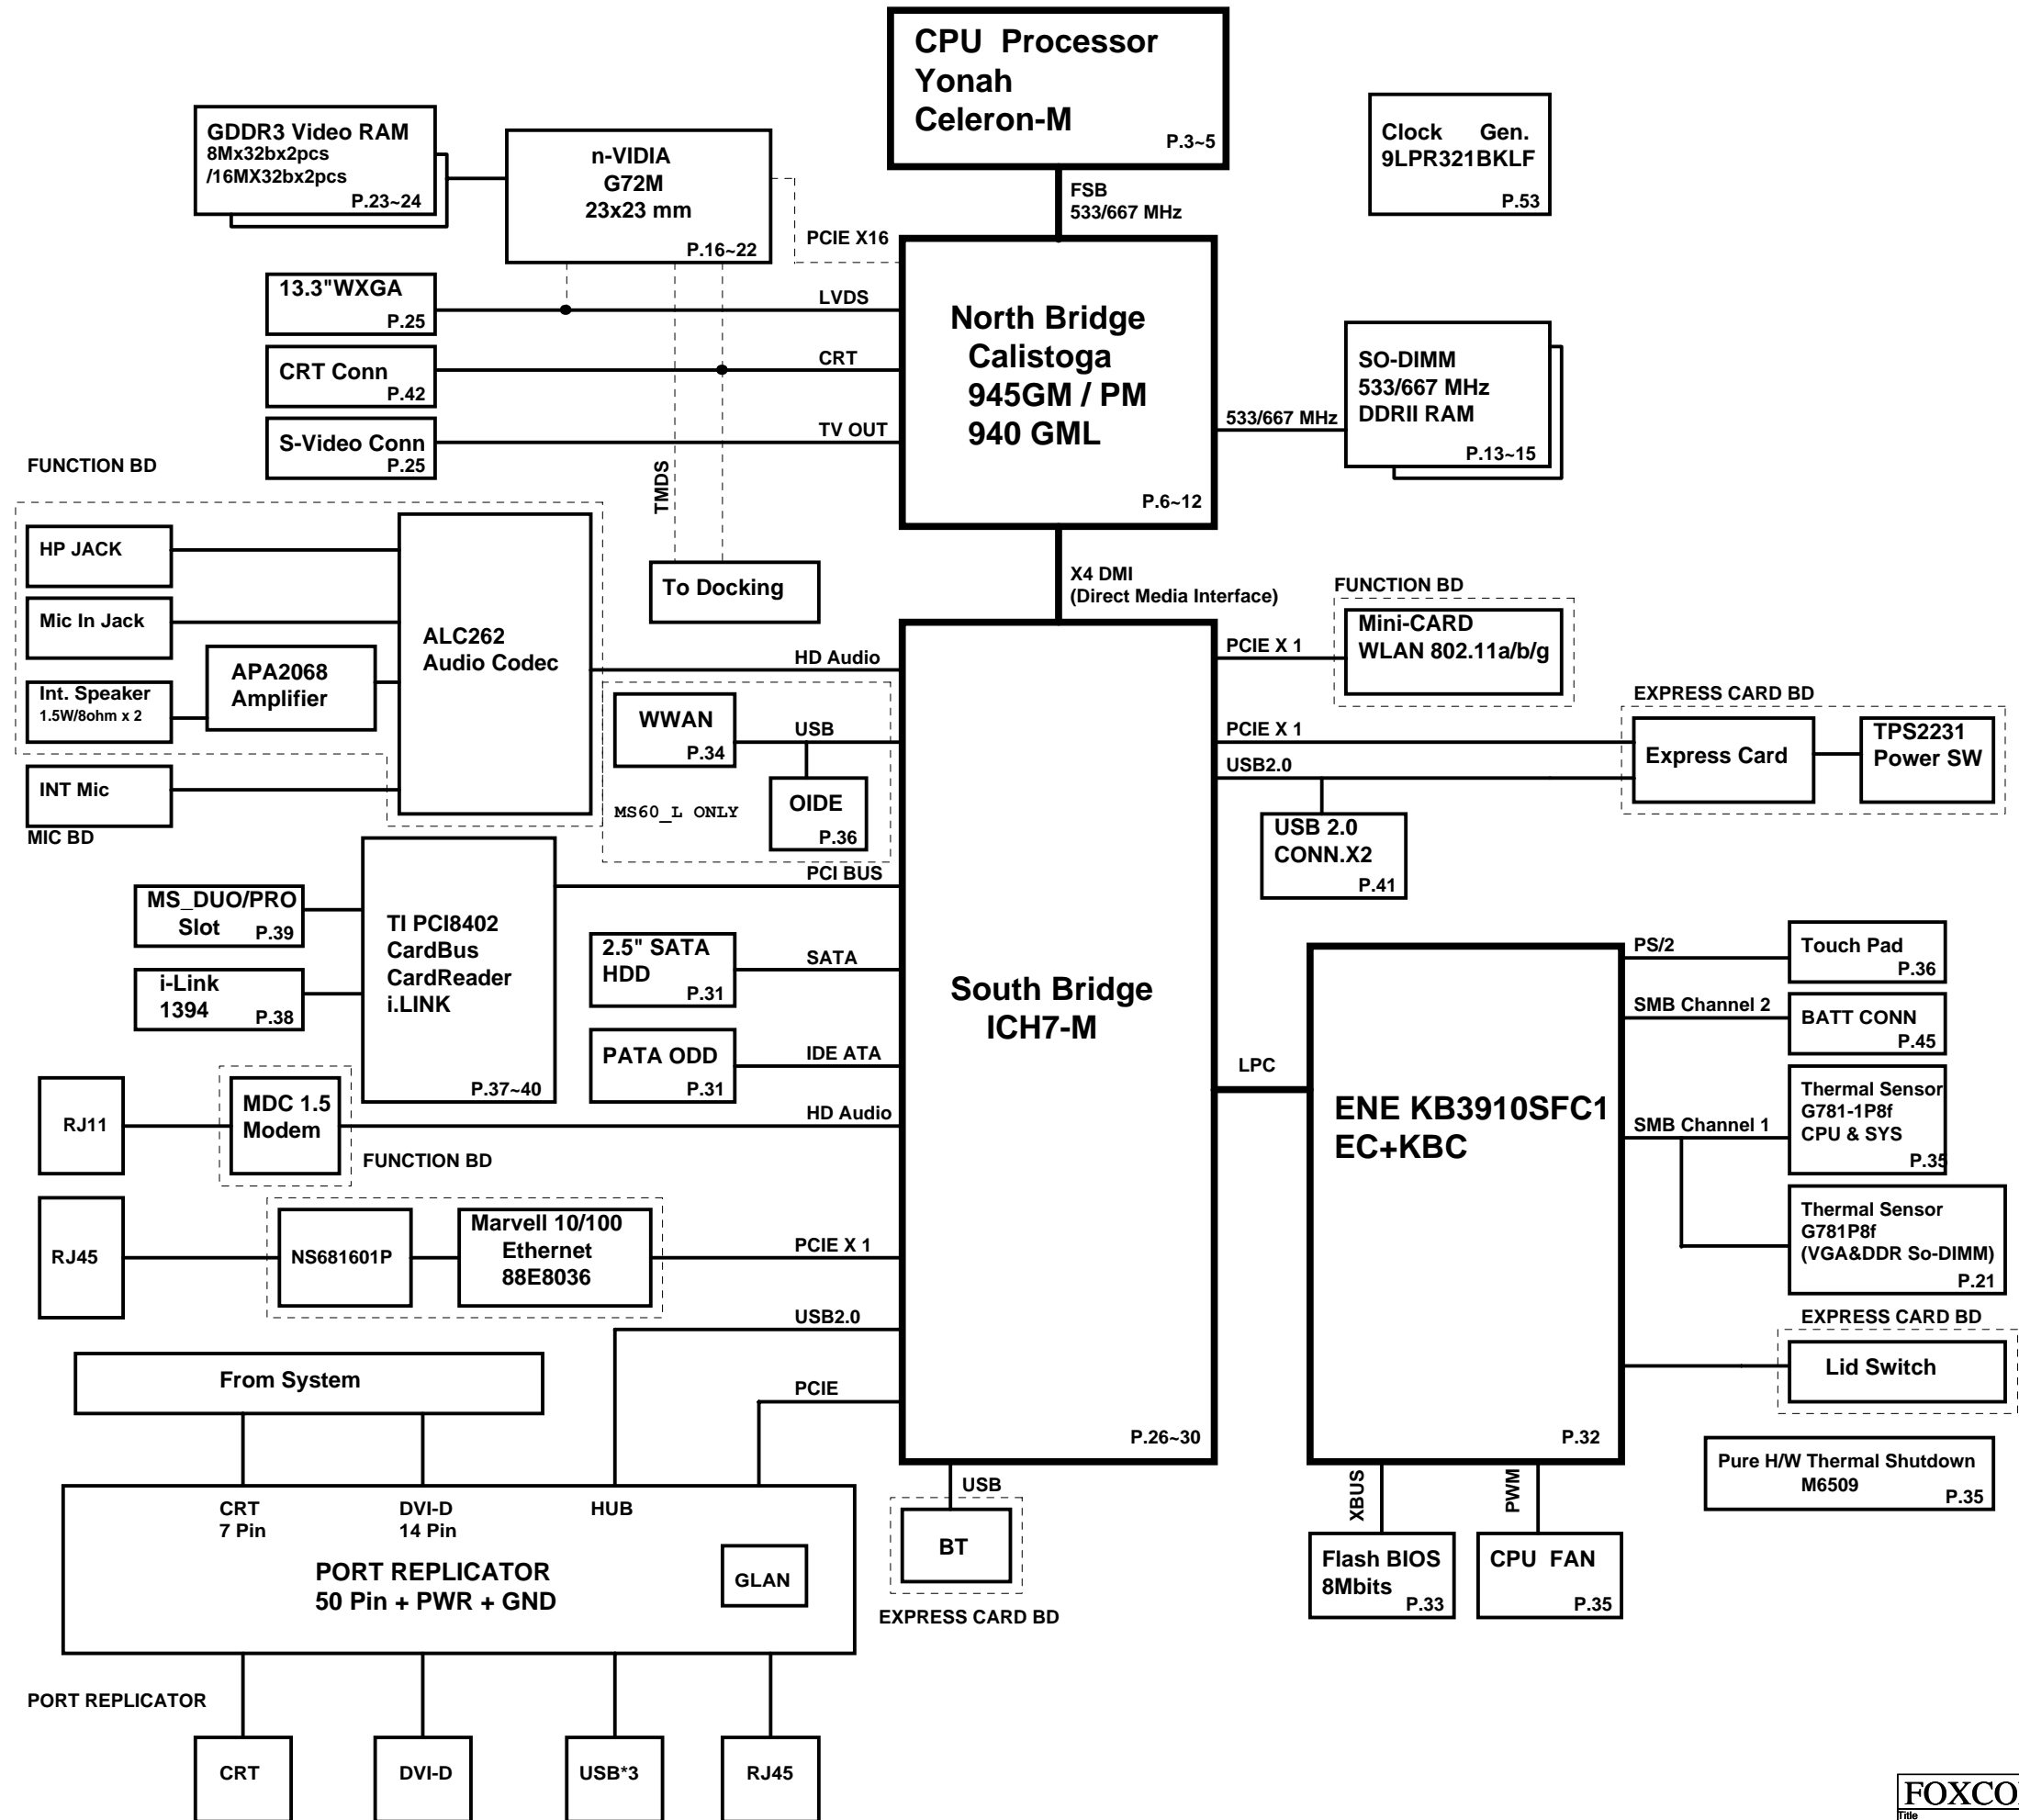 CPU Processor
Yonah
Celeron-M
P.3~5
Clock Gen.
9LPR321BKLF
P.53
GDDR3 Video RAM
8Mx32bx2pcs
/16MX32bx2pcs
P.23~24
n-VIDIA
G72M
23x23 mm
P.16~22
FSB
533/667 MHz
PCIE X16
13.3"WXGA
P.25
LVDS
CRT Conn
P.42
CRT
S-Video Conn
P.25
TV OUT
North Bridge
Calistoga
945GM / PM
940 GML
P.6~12
533/667 MHz
SO-DIMM
533/667 MHz
DDRII RAM
P.13~15
FUNCTION BD
TMDS
HP JACK
Mic In Jack
Int. Speaker
1.5W/8ohm x 2
APA2068
Amplifier
ALC262
Audio Codec
INT Mic
MIC BD
To Docking
X4 DMI
(Direct Media Interface)
HD Audio
WWAN
P.34
USB
OIDE
P.36
MS60_L ONLY
FUNCTION BD
Mini-CARD
WLAN 802.11a/b/g
PCIE X 1
EXPRESS CARD BD
PCIE X 1
USB2.0
Express Card
TPS2231
Power SW
USB 2.0
CONN.X2
P.41
PCI BUS
MS_DUO/PRO
Slot
P.39
i-Link
1394
P.38
TI PCI8402
CardBus
CardReader
i.LINK
P.37~40
2.5" SATA
HDD
P.31
SATA
PATA ODD
P.31
IDE ATA
South Bridge
ICH7-M
P.26~30
LPC
ENE KB3910SFC1
EC+KBC
P.32
PS/2
Touch Pad
P.36
SMB Channel 2
BATT CONN
P.45
SMB Channel 1
Thermal Sensor
G781-1P8f
CPU & SYS
P.35
Thermal Sensor
G781P8f
(VGA&DDR So-DIMM)
P.21
EXPRESS CARD BD
Lid Switch
Pure H/W Thermal Shutdown
M6509
P.35
RJ11
MDC 1.5
Modem
HD Audio
FUNCTION BD
RJ45
NS681601P
Marvell 10/100
Ethernet
88E8036
PCIE X 1
USB2.0
From System
PCIE
USB
BT
EXPRESS CARD BD
XBUS
PWM
Flash BIOS
8Mbits
P.33
CPU FAN
P.35
CRT
7 Pin
DVI-D
14 Pin
HUB
PORT REPLICATOR
50 Pin + PWR + GND
GLAN
PORT REPLICATOR
CRT
DVI-D
USB*3
RJ45
Title